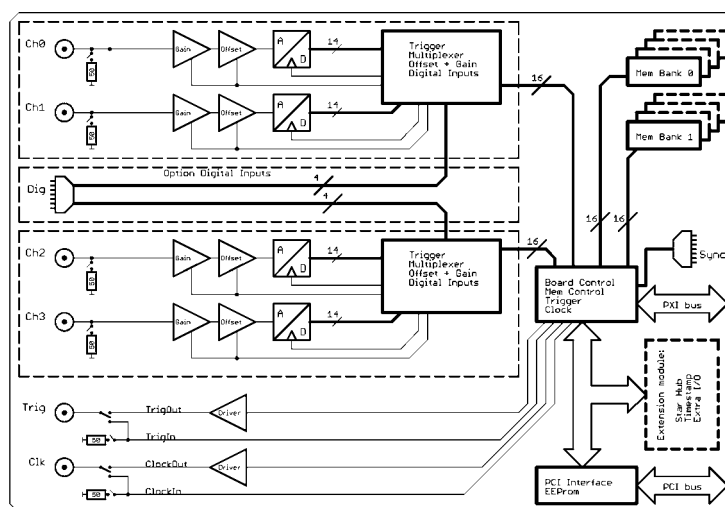 Ch0
50
Gain
Offset
A
D
14
Trigger
Multiplexer
Offset + Gain
Digital Inputs
16
Mem Bank 0
Ch1
50
Gain
Offset
A
D
14
Mem Bank 1
Option Digital Inputs
Dig
4
4
16
16
16
Sync
Ch2
50
Gain
Offset
A
D
14
Trigger
Multiplexer
Offset + Gain
Digital Inputs
Board Control
Mem Control
Trigger
Clock
PXI bus
Ch3
50
Gain
Offset
A
D
14
Extension module:
Star Hub
Timestamp
Extra I/O
Trig
TrigOut
Driver
50
TrigIn
Clk
ClockOut
Driver
50
ClockIn
PCI Interface
EEProm
PCI bus